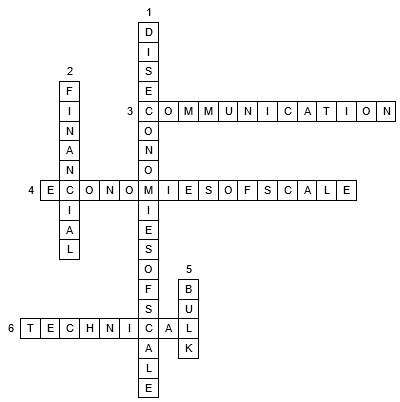 1
DISECONOMIESOFSCALE
2
FINANCIAL
3 COMMUNICATION
4 ECONOMIESOFSCALE
5
BULK
6 TECHNICAL